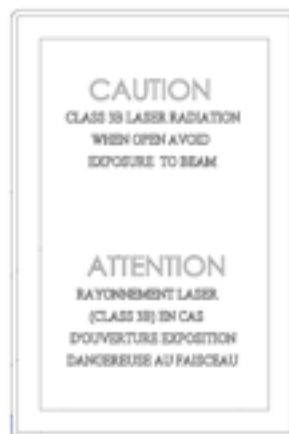 CAUTION
CLASS 3B LASER RADIATION
WHEN OPEN AVOID
EXPOSURE TO BEAM
ATTENTION
RAYONNEMENT LASER
(CLASS 3B) EN CAS
D'OUVERTURE EXPOSITION
DANGEREUSE AU FAISCEAU